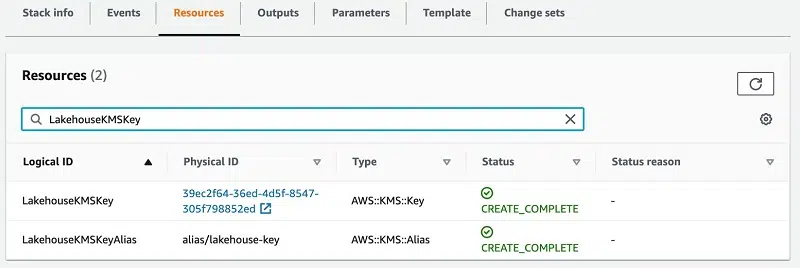 Stack info Events Resources Outputs Parameters Template Change sets
Resources (2)
LakehouseKMSKey
Logical ID Physical ID Type Status Status reason
LakehouseKMSKey 39ec2f64-36ed-4d5f-8547-305f798852ed AWS::KMS::Key CREATE_COMPLETE -
LakehouseKMSKeyAlias alias/lakehouse-key AWS::KMS::Alias CREATE_COMPLETE -